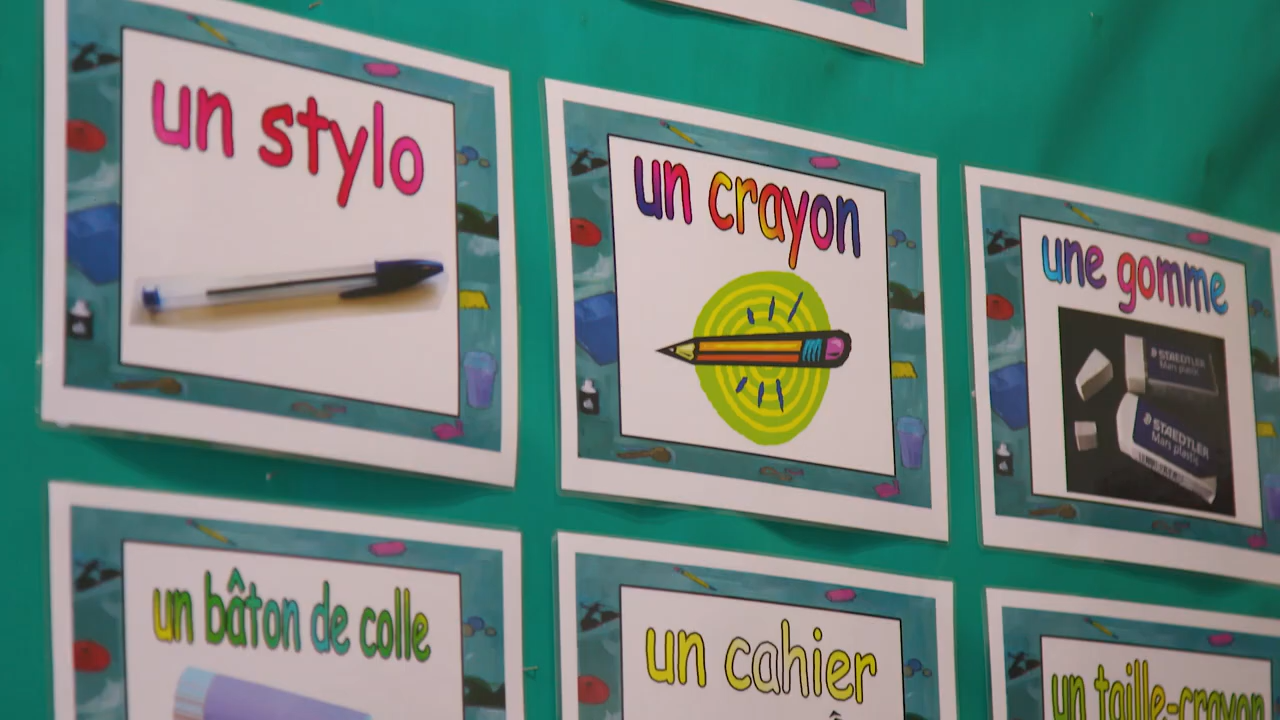 un stylo
un crayon
une gomme
STAEDTLER
Mars plastic
STAEDTLER
Mars plastic
un bâton de colle
un cahier
un taille-crayon